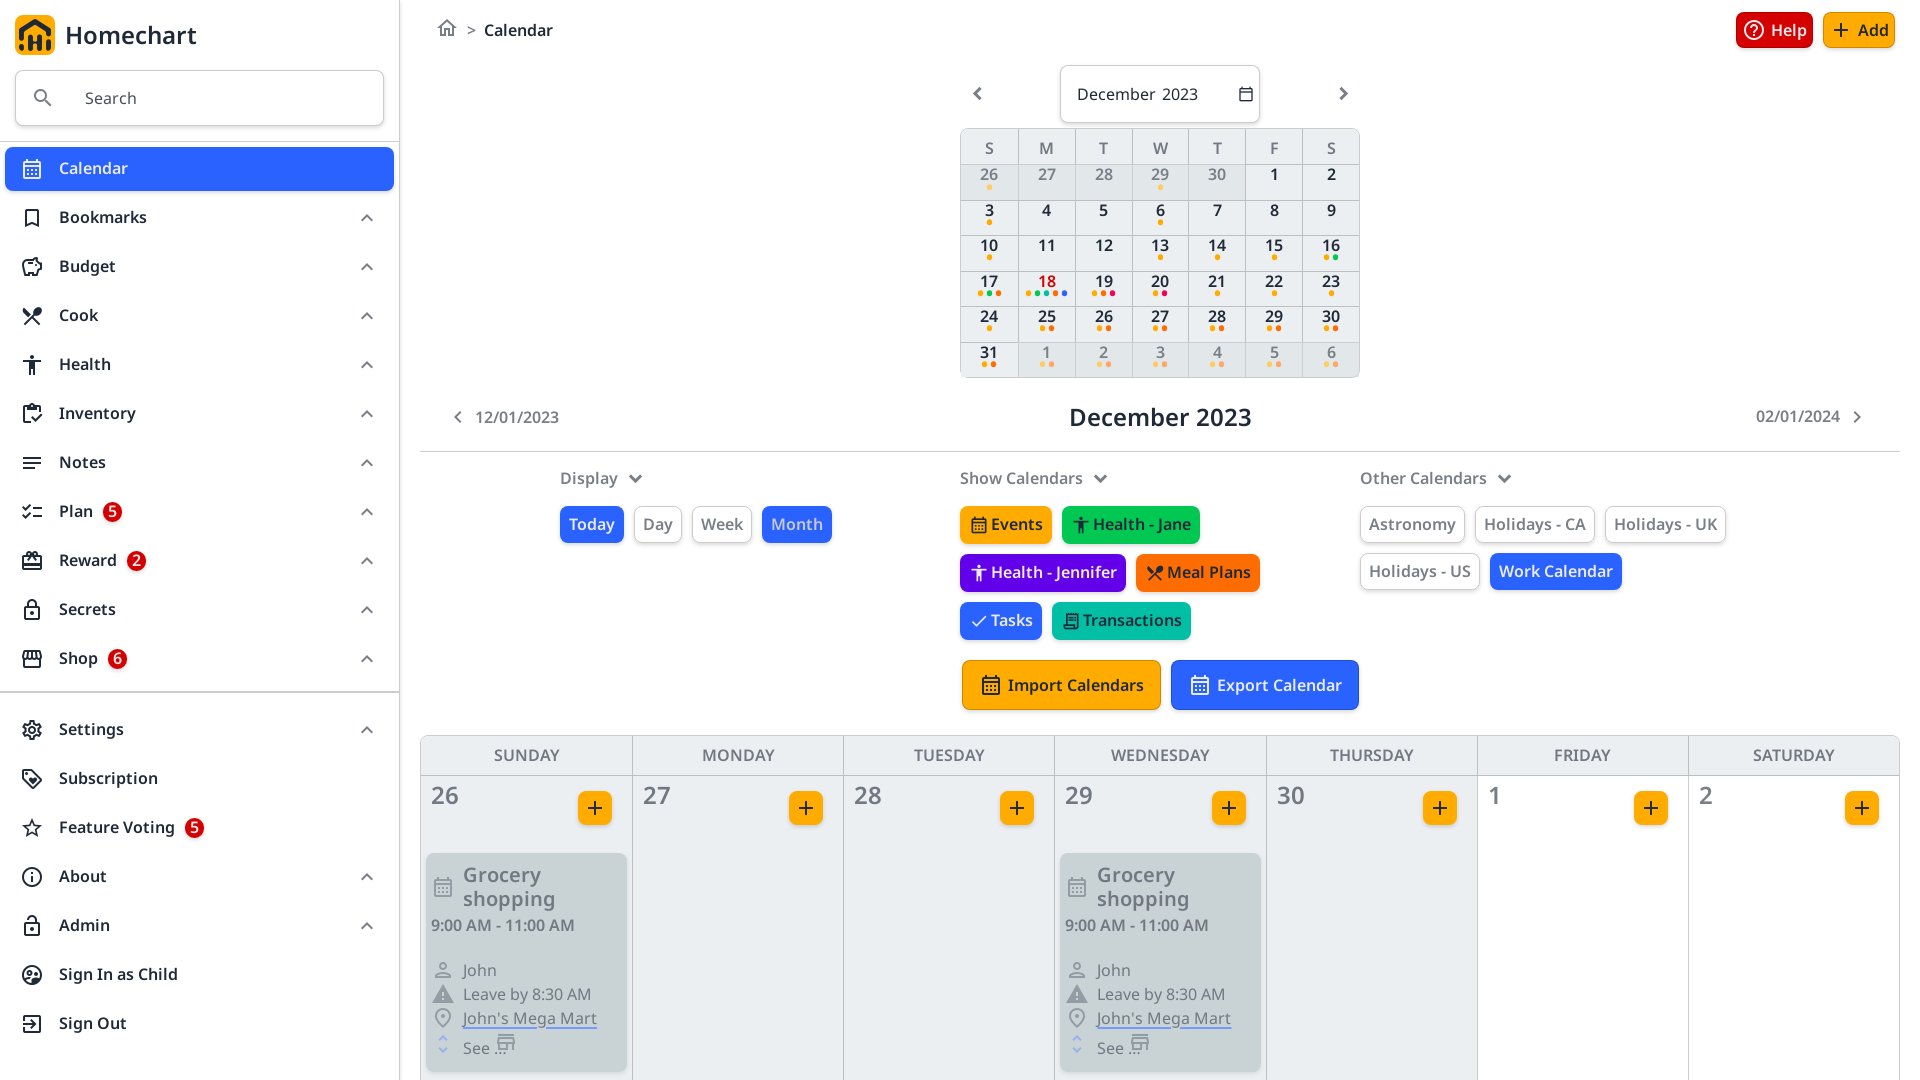 Homechart
Search
Calendar
Bookmarks
Budget
Cook
Health
Inventory
Notes
Plan 5
Reward 2
Secrets
Shop 6
Settings
Subscription
Feature Voting 5
About
Admin
Sign In as Child
Sign Out
> Calendar
Help
Add
December 2023
S M T W T F S
26 27 28 29 30 1 2
3 4 5 6 7 8 9
10 11 12 13 14 15 16
17 18 19 20 21 22 23
24 25 26 27 28 29 30
31 1 2 3 4 5 6
12/01/2023
December 2023
02/01/2024
Display
Today Day Week Month
Show Calendars
Events Health - Jane
Health - Jennifer Meal Plans
Tasks Transactions
Other Calendars
Astronomy Holidays - CA Holidays - UK
Holidays - US Work Calendar
Import Calendars Export Calendar
SUNDAY MONDAY TUESDAY WEDNESDAY THURSDAY FRIDAY SATURDAY
26 27 28 29 30 1 2
Grocery
shopping
9:00 AM - 11:00 AM
John
Leave by 8:30 AM
John's Mega Mart
See ...
Grocery
shopping
9:00 AM - 11:00 AM
John
Leave by 8:30 AM
John's Mega Mart
See ...